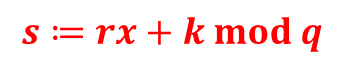 s := rx + k mod q